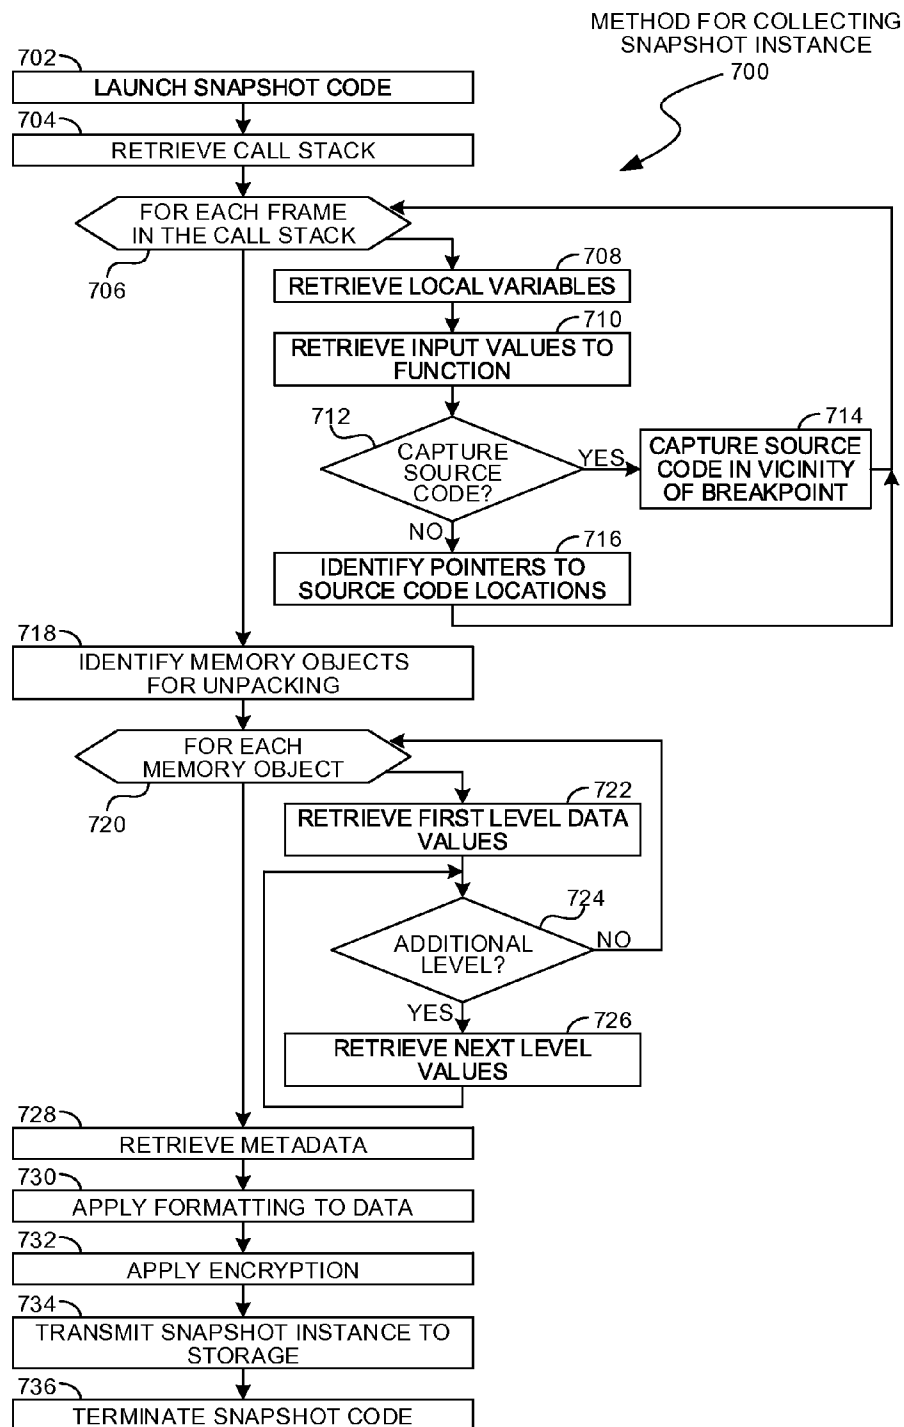 METHOD FOR COLLECTING
SNAPSHOT INSTANCE
700
702
LAUNCH SNAPSHOT CODE
704
RETRIEVE CALL STACK
FOR EACH FRAME
IN THE CALL STACK
706
708
RETRIEVE LOCAL VARIABLES
710
RETRIEVE INPUT VALUES TO
FUNCTION
712
CAPTURE
SOURCE
CODE?
YES
714
CAPTURE SOURCE
CODE IN VICINITY
OF BREAKPOINT
NO
716
IDENTIFY POINTERS TO
SOURCE CODE LOCATIONS
718
IDENTIFY MEMORY OBJECTS
FOR UNPACKING
FOR EACH
MEMORY OBJECT
720
722
RETRIEVE FIRST LEVEL DATA
VALUES
724
ADDITIONAL
LEVEL?
NO
YES
726
RETRIEVE NEXT LEVEL
VALUES
728
RETRIEVE METADATA
730
APPLY FORMATTING TO DATA
732
APPLY ENCRYPTION
734
TRANSMIT SNAPSHOT INSTANCE TO
STORAGE
736
TERMINATE SNAPSHOT CODE